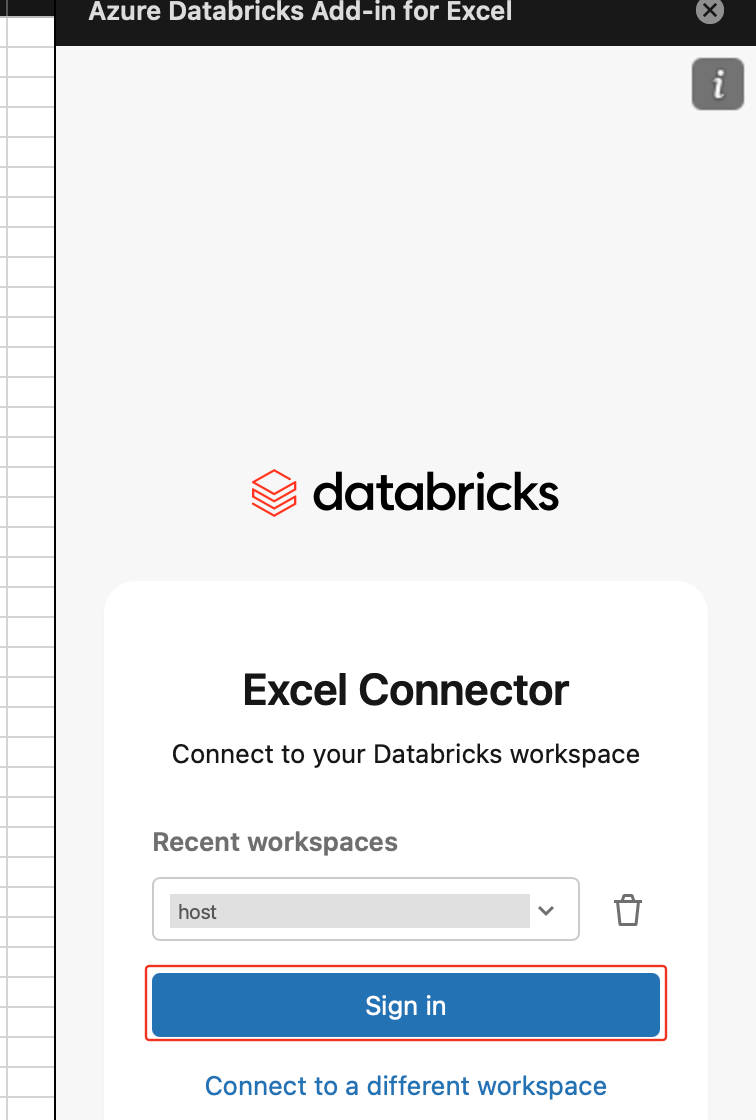 Azure Databricks Add-in for Excel
i
databricks
Excel Connector
Connect to your Databricks workspace
Recent workspaces
host
Sign in
Connect to a different workspace